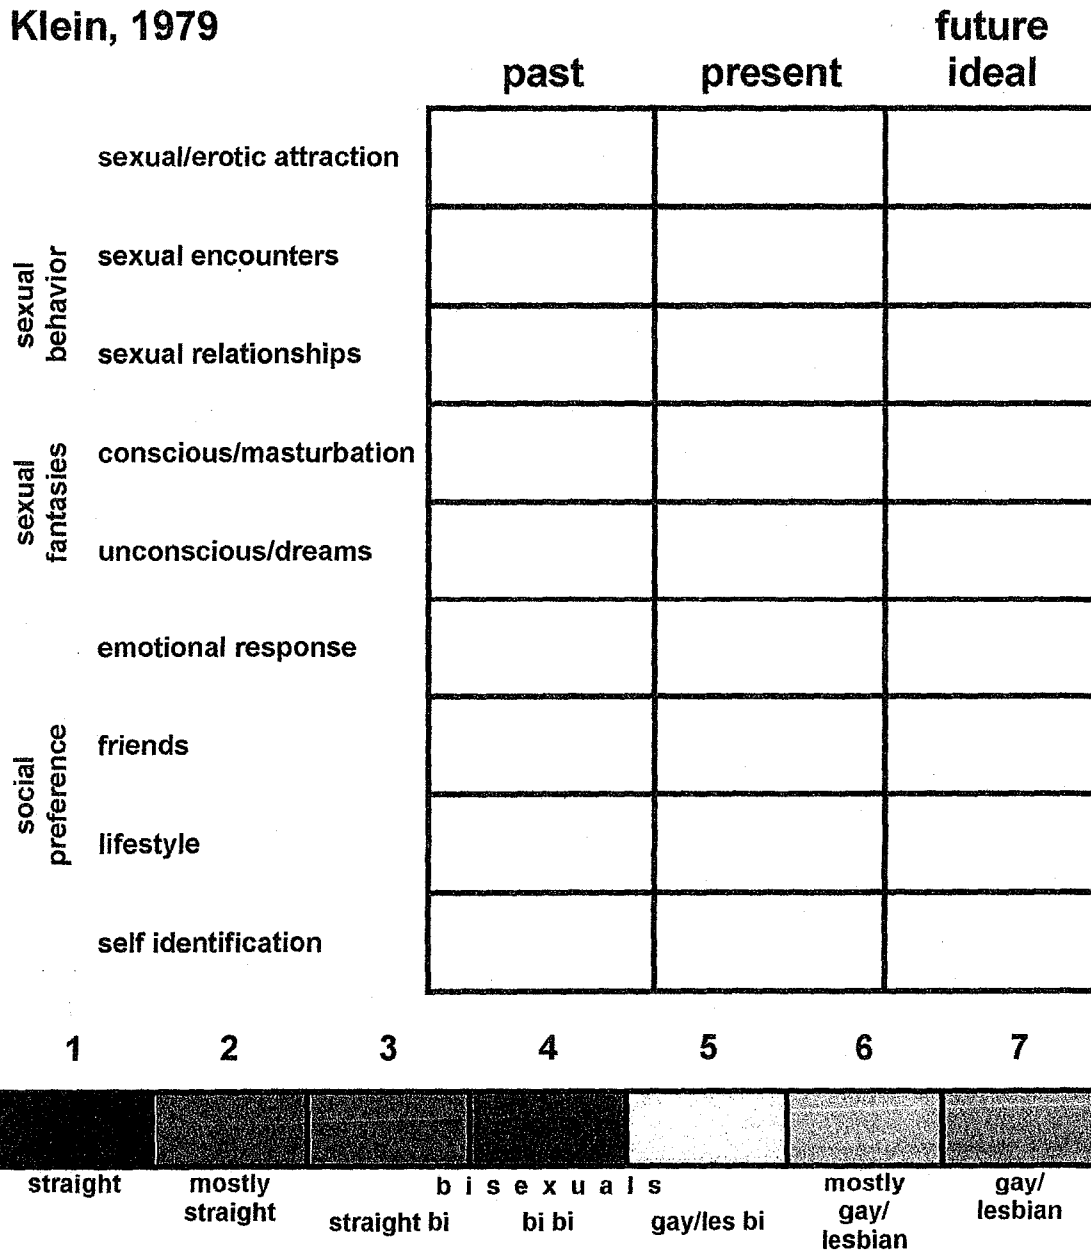 Klein, 1979
future
past present ideal
sexual/erotic attraction
sexual behavior
sexual encounters
sexual relationships
sexual fantasies
conscious/masturbation
unconscious/dreams
emotional response
social preference
friends
lifestyle
self identification
1 2 3 4 5 6 7
straight mostly straight bisexuals mostly gay/lesbian gay/lesbian
straight bi bi bi gay/les bi